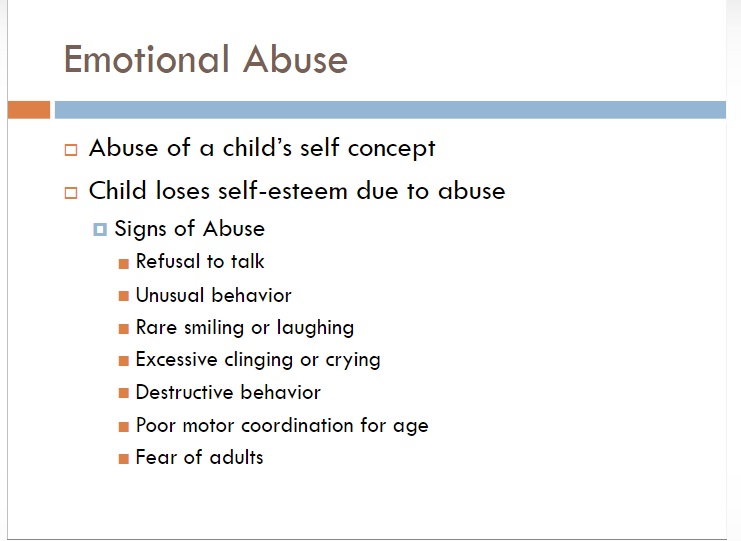 Emotional Abuse
Abuse of a child's self concept
Child loses self-esteem due to abuse
Signs of Abuse
Refusal to talk
Unusual behavior
Rare smiling or laughing
Excessive clinging or crying
Destructive behavior
Poor motor coordination for age
Fear of adults